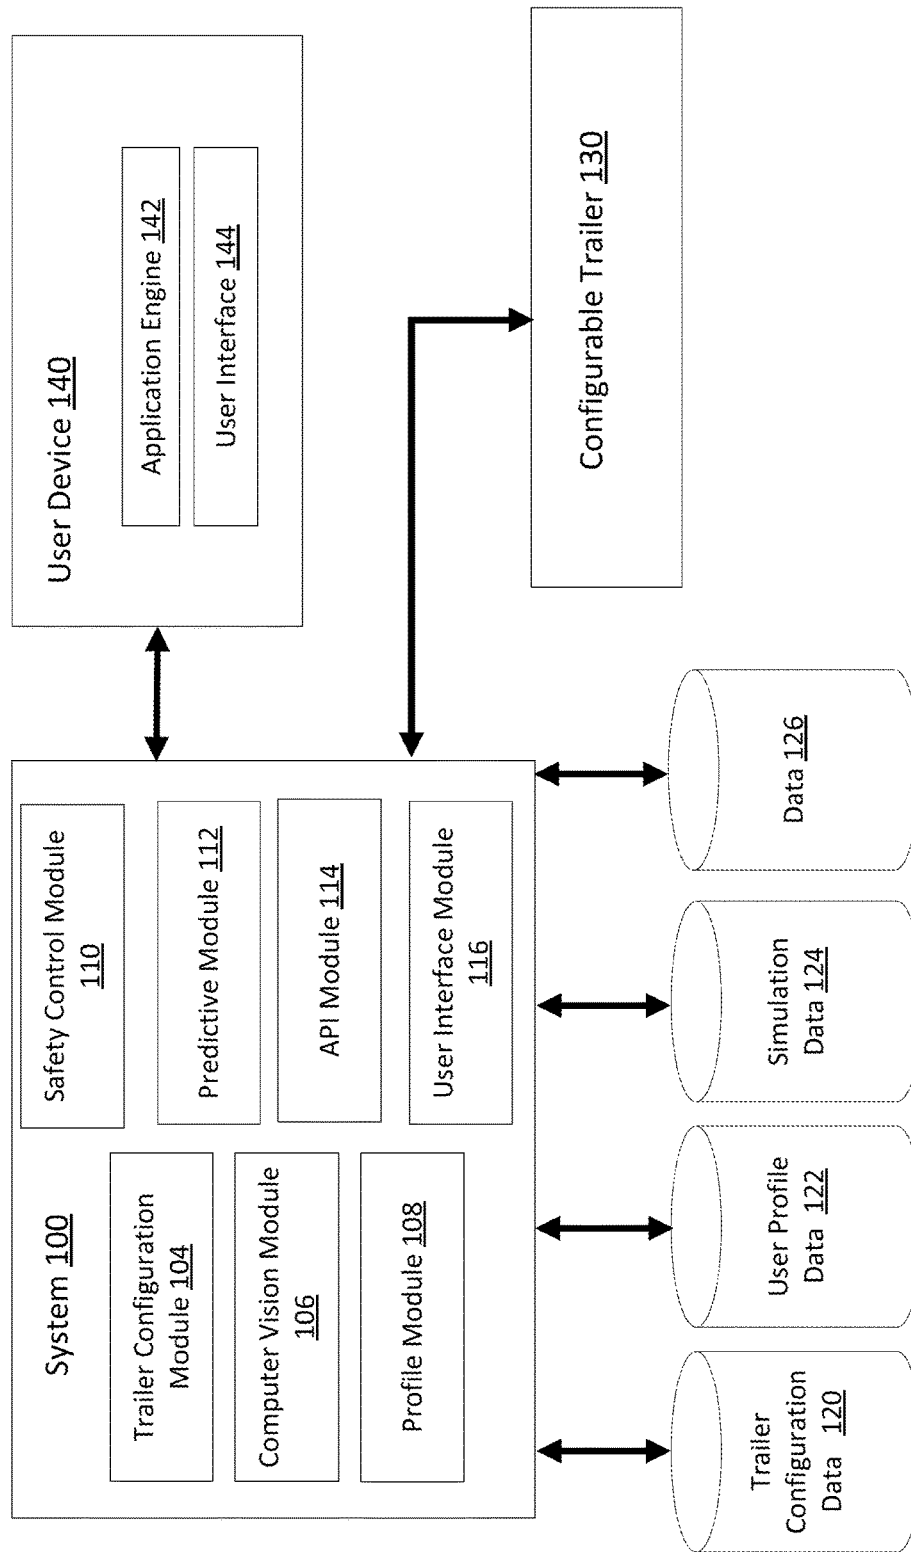 System 100
Trailer Configuration
Module 104
Computer Vision Module
106
Profile Module 108
Safety Control Module
110
Predictive Module 112
API Module 114
User Interface Module
116
User Device 140
Application Engine 142
User Interface 144
Configurable Trailer 130
Trailer
Configuration
Data 120
User Profile
Data 122
Simulation
Data 124
Data 126